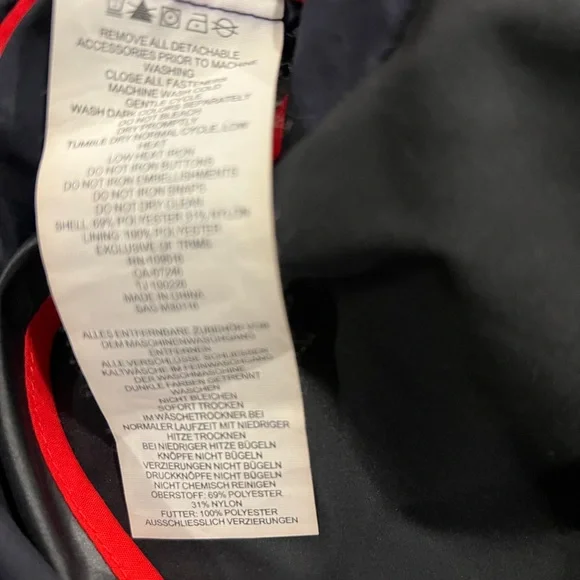 REMOVE ALL DETACHABLE
ACCESSORIES PRIOR TO MACHINE
WASHING
CLOSE ALL FASTENERS
MACHINE WASH COLD
GENTLE CYCLE
WASH DARK COLORS SEPARATELY
DO NOT BLEACH
DRY PROMPTLY
TUMBLE DRY NORMAL CYCLE, LOW
HEAT
LOW HEAT IRON
DO NOT IRON BUTTONS
DO NOT IRON EMBELLISHMENTS
DO NOT IRON SNAPS
DO NOT DRY CLEAN
SHELL: 69% POLYESTER 31% NYLON
LINING: 100% POLYESTER
EXCLUSIVE OF TRIMS
MADE IN CHINA
ALLES ENTFERNBARE ZUBEHÖR VOR
DEM MASCHINENWASCHGANG
ENTFERNEN
ALLE VERSCHLÜSSE SCHLIESSEN
KALTWÄSCHE IM FEINWASCHGANG
DER WASCHMASCHINE
DUNKLE FARBEN GETRENNT
WASCHEN
NICHT BLEICHEN
SOFORT TROCKEN
IM WÄSCHETROCKNER BEI
NORMALER LAUFZEIT MIT NIEDRIGER
HITZE TROCKNEN
BEI NIEDRIGER HITZE BÜGELN
KNÖPFE NICHT BÜGELN
VERZIERUNGEN NICHT BÜGELN
DRUCKKNÖPFE NICHT BÜGELN
NICHT CHEMISCH REINIGEN
OBERSTOFF: 69% POLYESTER
31% NYLON
FUTTER: 100% POLYESTER
AUSSCHLIESSLICH VERZIERUNGEN